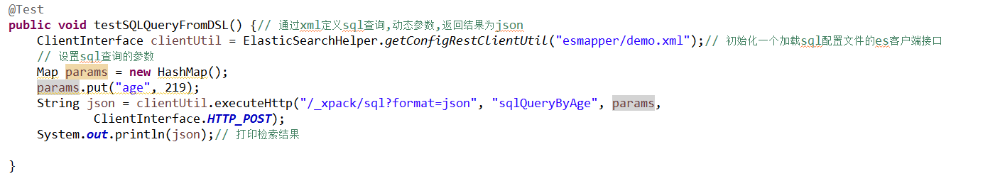 @Test
public void testSQLQueryFromDSL() {// 通过xml定义sql查询,动态参数,返回结果为json
ClientInterface clientUtil = ElasticSearchHelper.getConfigRestClientUtil("esmapper/demo.xml");// 初始化一个加载sql配置文件的es客户端接口
// 设置sql查询的参数
Map params = new HashMap();
params.put("age", 219);
String json = clientUtil.executeHttp("/_xpack/sql?format=json", "sqlQueryByAge", params,
ClientInterface.HTTP_POST);
System.out.println(json);// 打印检索结果
}